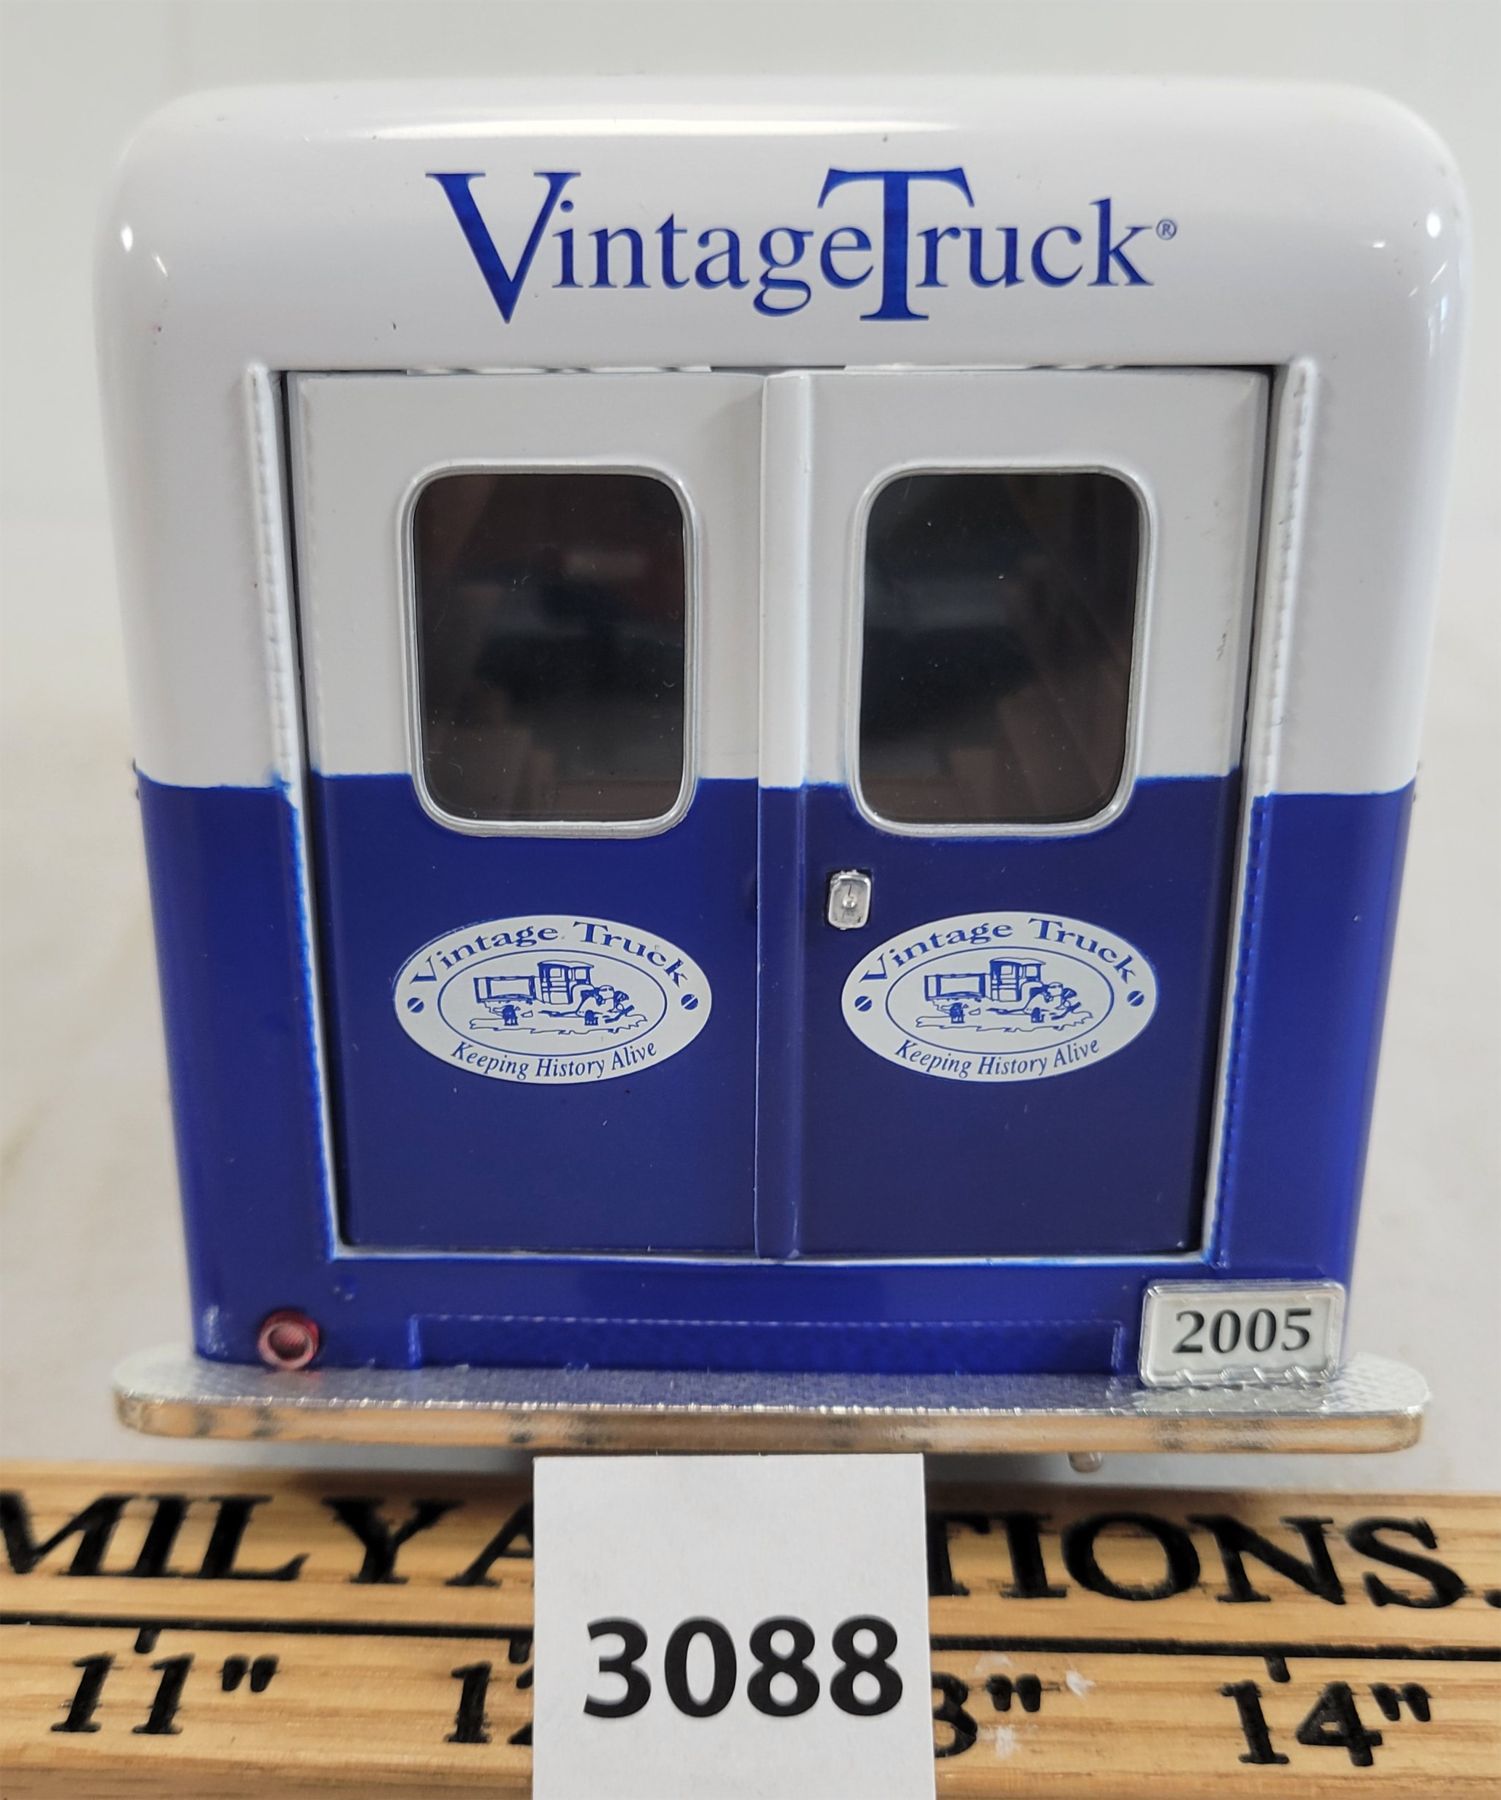 VintageTruck®
Vintage Truck
Keeping History Alive
Vintage Truck
Keeping History Alive
2005
3088
11" 14"